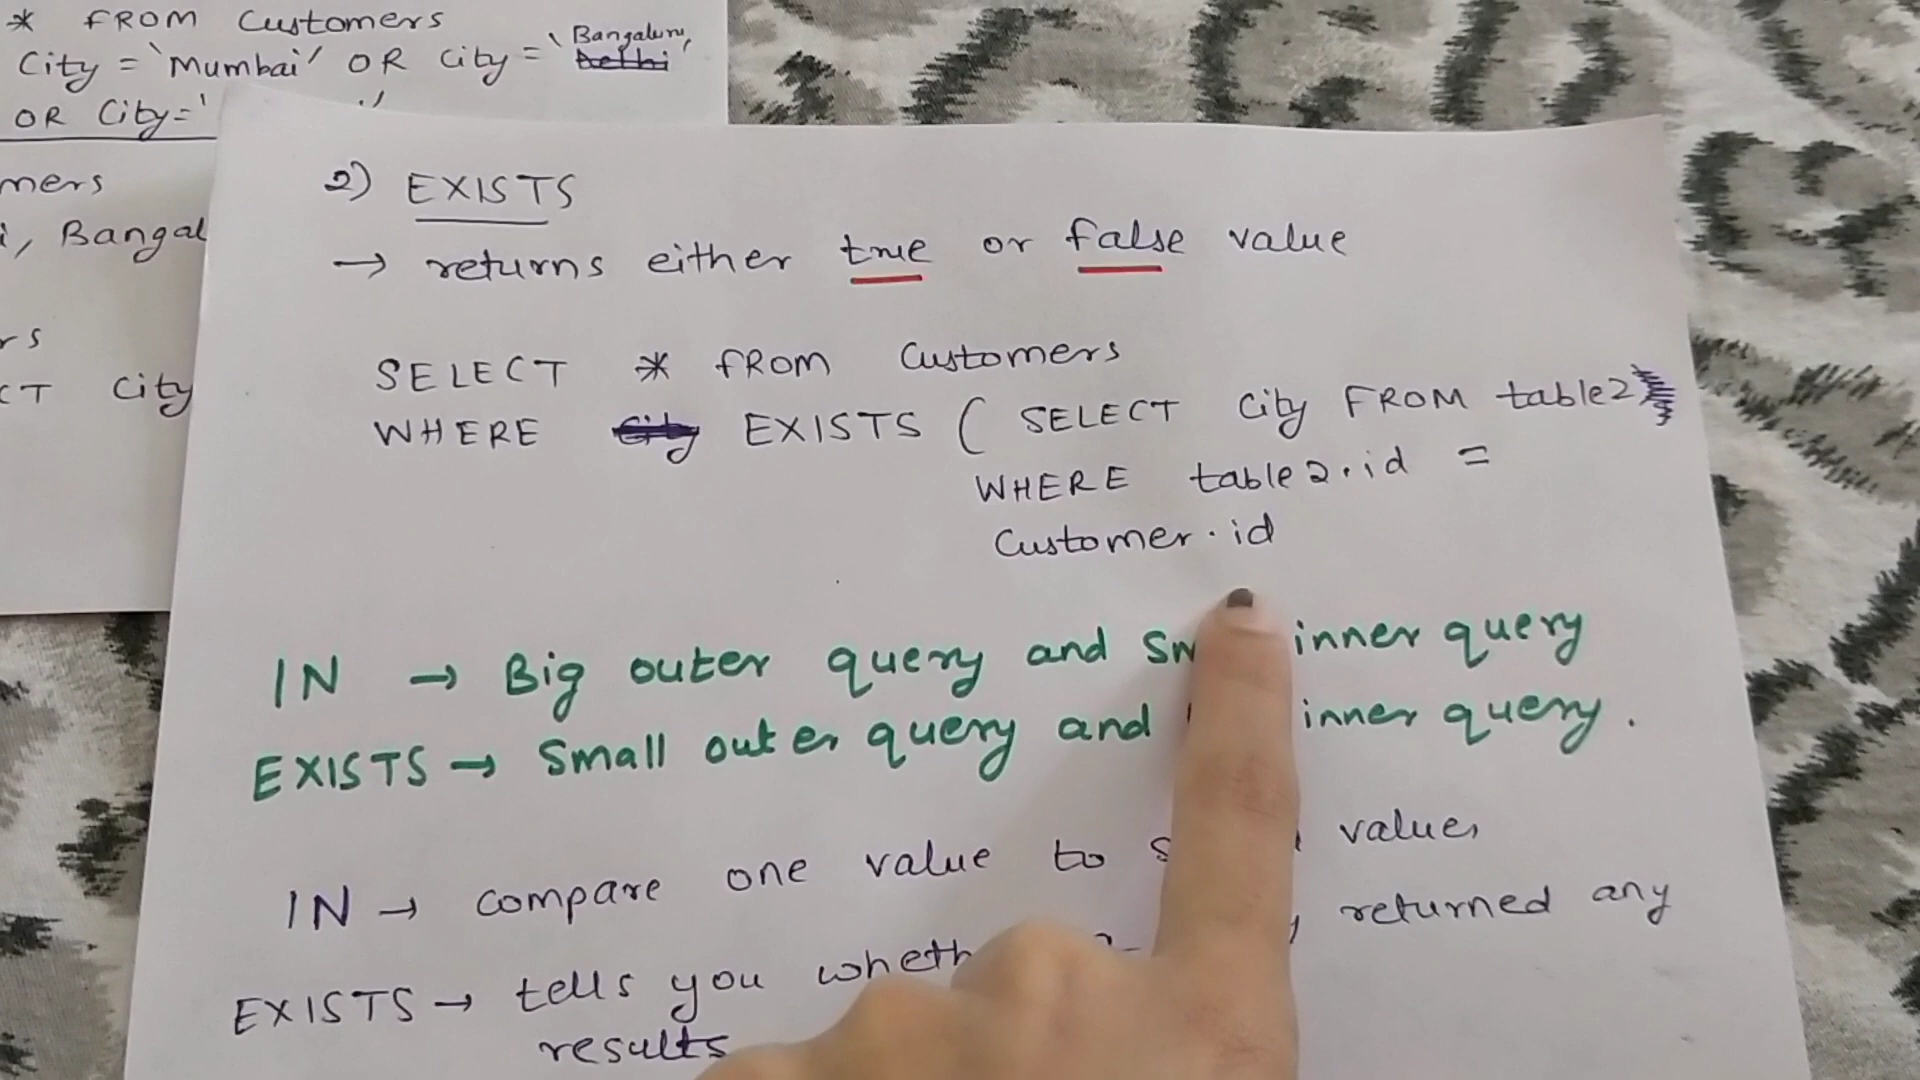 * FROM Customers
City = 'Mumbai' OR City = 'Bangaluru,
Delhi
OR City = '
mers
i, Bangal
rs
CT City
2) EXISTS
→ returns either true or false value
SELECT * FROM Customers
WHERE City EXISTS ( SELECT City FROM table2)
WHERE table2.id =
Customer.id
IN → Big outer query and inner query
EXISTS → Small outer query and inner query.
IN → compare one value to value,
EXISTS → tells you returned any
results